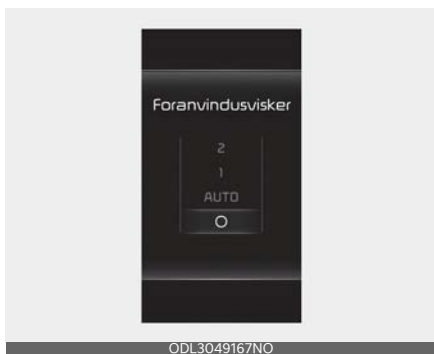 Foranvindusvisker
2
1
AUTO
O
ODL3049167NO